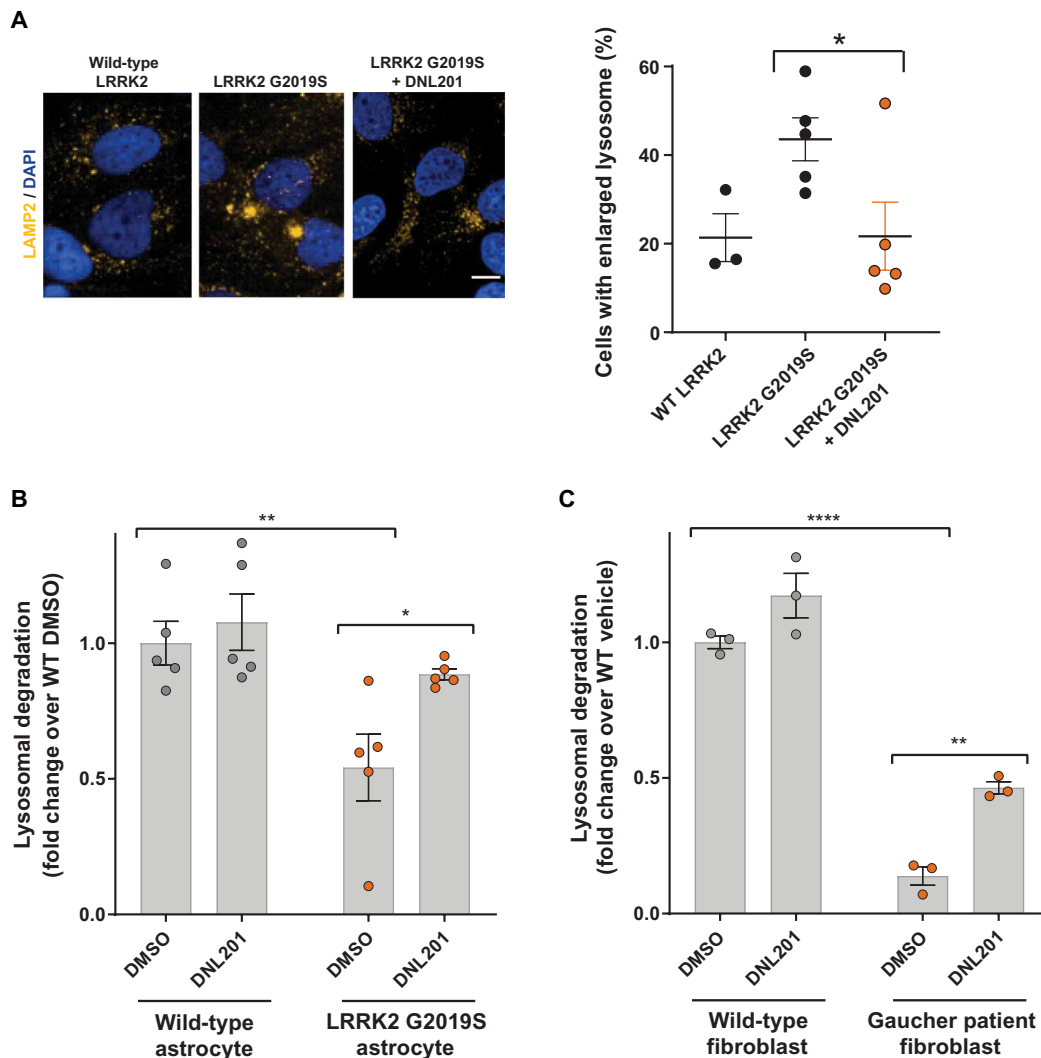 A
Wild-type
LRRK2
LRRK2 G2019S
LRRK2 G2019S
+ DNL201
LAMP2 / DAPI
Cells with enlarged lysosome (%)
60
40
20
0
*
WT LRRK2
LRRK2 G2019S
LRRK2 G2019S
+ DNL201
B
Lysosomal degradation
(fold change over WT DMSO)
1.0
0.5
0.0
**
*
DMSO
DNL201
DMSO
DNL201
Wild-type
astrocyte
LRRK2 G2019S
astrocyte
C
Lysosomal degradation
(fold change over WT vehicle)
1.0
0.5
0.0
****
**
DMSO
DNL201
DMSO
DNL201
Wild-type
fibroblast
Gaucher patient
fibroblast